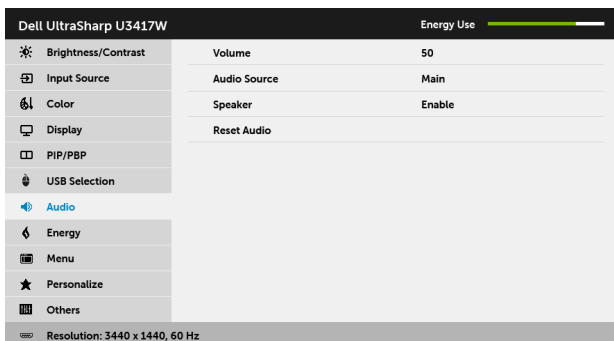 Dell UltraSharp U3417W Energy Use
Brightness/Contrast Volume 50
Input Source Audio Source Main
Color Speaker Enable
Display Reset Audio
PIP/PBP
USB Selection
Audio
Energy
Menu
Personalize
Others
Resolution: 3440 x 1440, 60 Hz